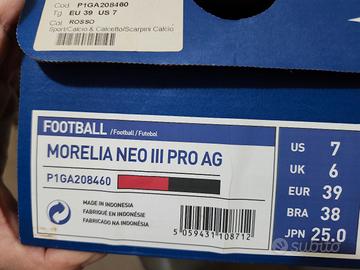 Cod. P1GA208460
Tg EU 39 US 7
Col. ROSSO
Sport/Calcio & Calcetto/Scarpini Calcio
FOOTBALL / Football / Futebol
MORELIA NEO III PRO AG
P1GA208460
MADE IN INDONESIA
FABRIQUÉ EN INDONÉSIE
FABRICADO EN INDONESIA
5 059431 108712
US 7
UK 6
EUR 39
BRA 38
JPN 25.0
subito